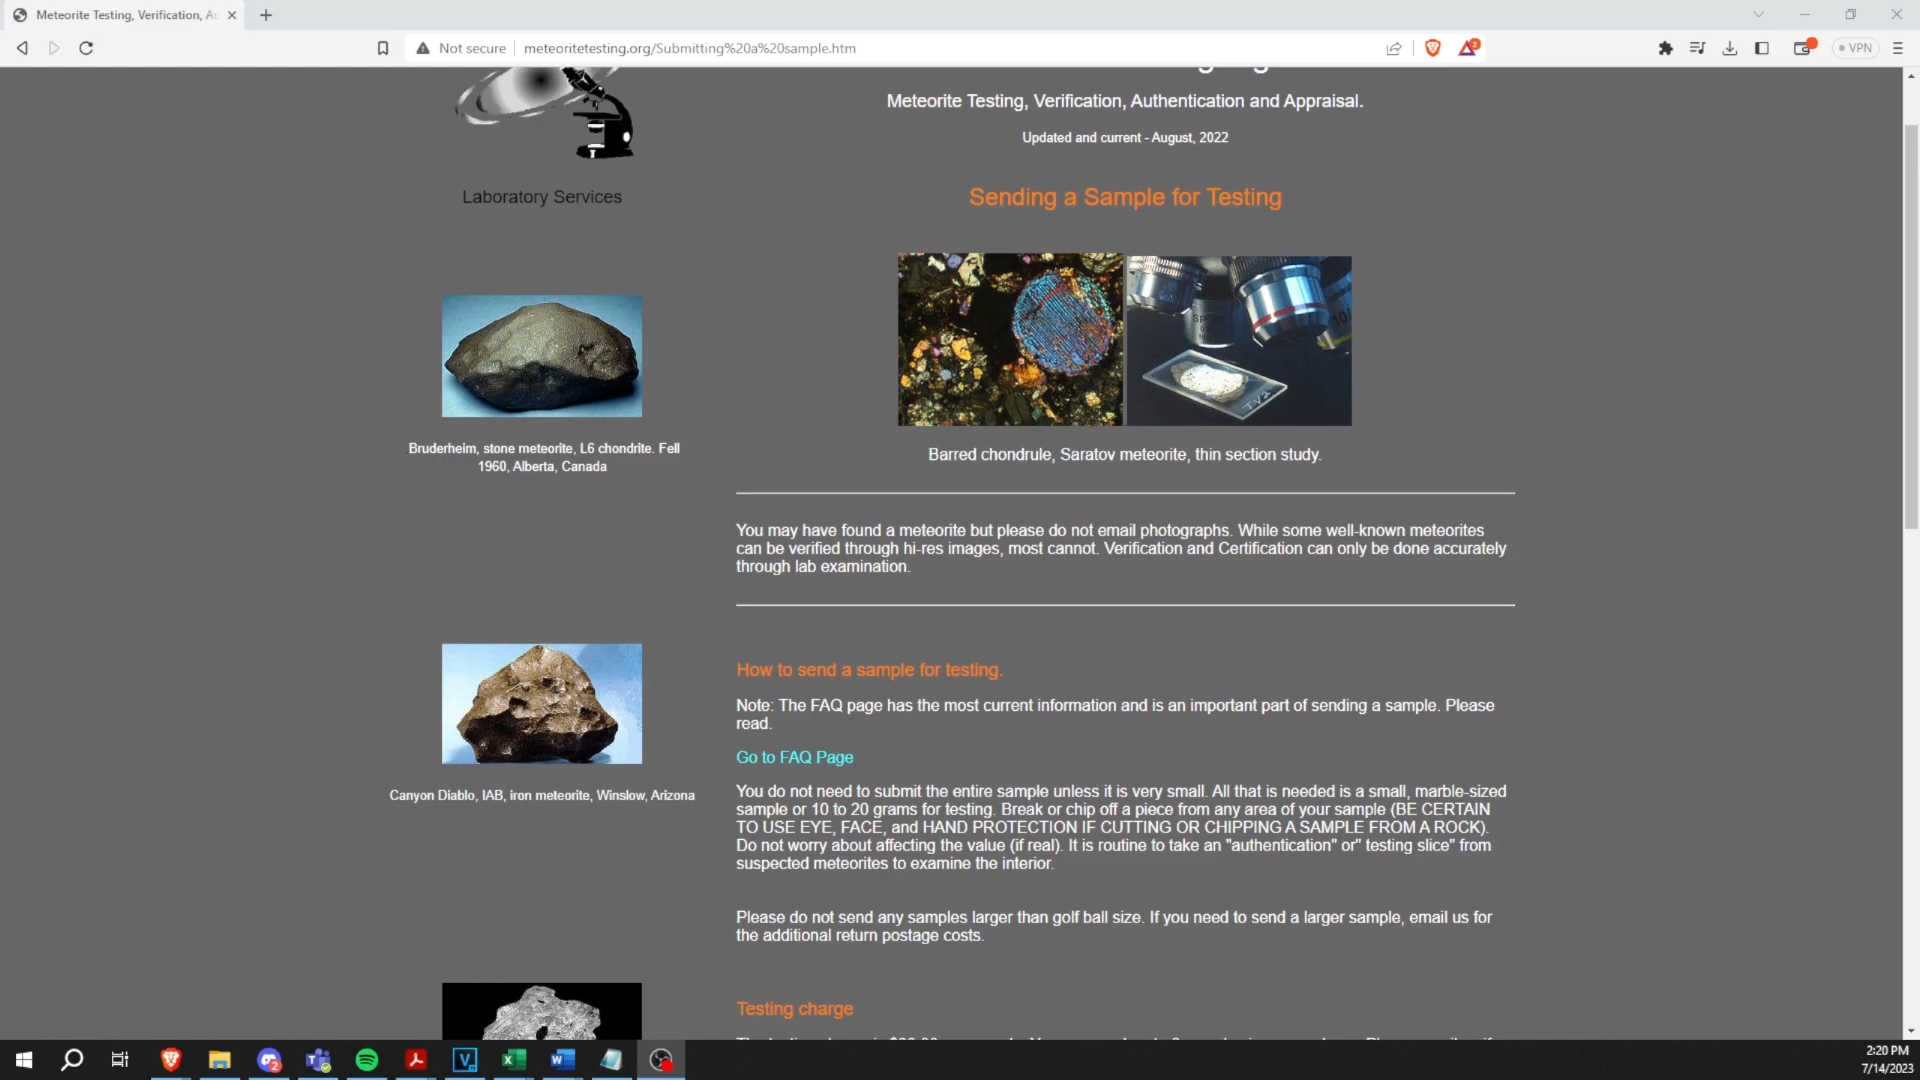 Meteorite Testing, Verification, Au
Not secure
meteoritetesting.org/Submitting%20a%20sample.htm
2
VPN
Meteorite Testing, Verification, Authentication and Appraisal.
Updated and current - August, 2022
Laboratory Services
Sending a Sample for Testing
TV2
Bruderheim, stone meteorite, L6 chondrite. Fell
1960, Alberta, Canada
Barred chondrule, Saratov meteorite, thin section study.
You may have found a meteorite but please do not email photographs. While some well-known meteorites
can be verified through hi-res images, most cannot. Verification and Certification can only be done accurately
through lab examination.
How to send a sample for testing.
Note: The FAQ page has the most current information and is an important part of sending a sample. Please
read.
Go to FAQ Page
Canyon Diablo, IAB, iron meteorite, Winslow, Arizona
You do not need to submit the entire sample unless it is very small. All that is needed is a small, marble-sized
sample or 10 to 20 grams for testing. Break or chip off a piece from any area of your sample (BE CERTAIN
TO USE EYE, FACE, and HAND PROTECTION IF CUTTING OR CHIPPING A SAMPLE FROM A ROCK).
Do not worry about affecting the value (if real). It is routine to take an "authentication" or" testing slice" from
suspected meteorites to examine the interior.
Please do not send any samples larger than golf ball size. If you need to send a larger sample, email us for
the additional return postage costs.
Testing charge
2:20 PM
7/14/2023